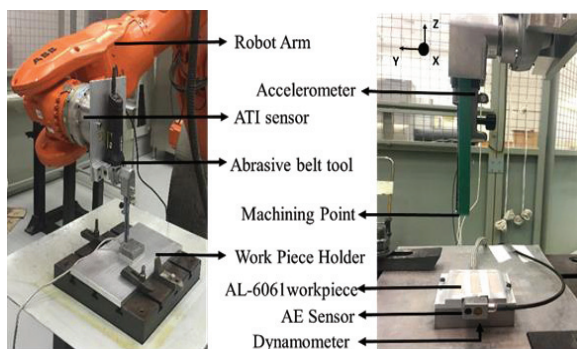 ABB
Robot Arm
ATI sensor
Abrasive belt tool
Work Piece Holder
Z
Y
X
Accelerometer
Machining Point
AL-6061workpiece
AE Sensor
Dynamometer